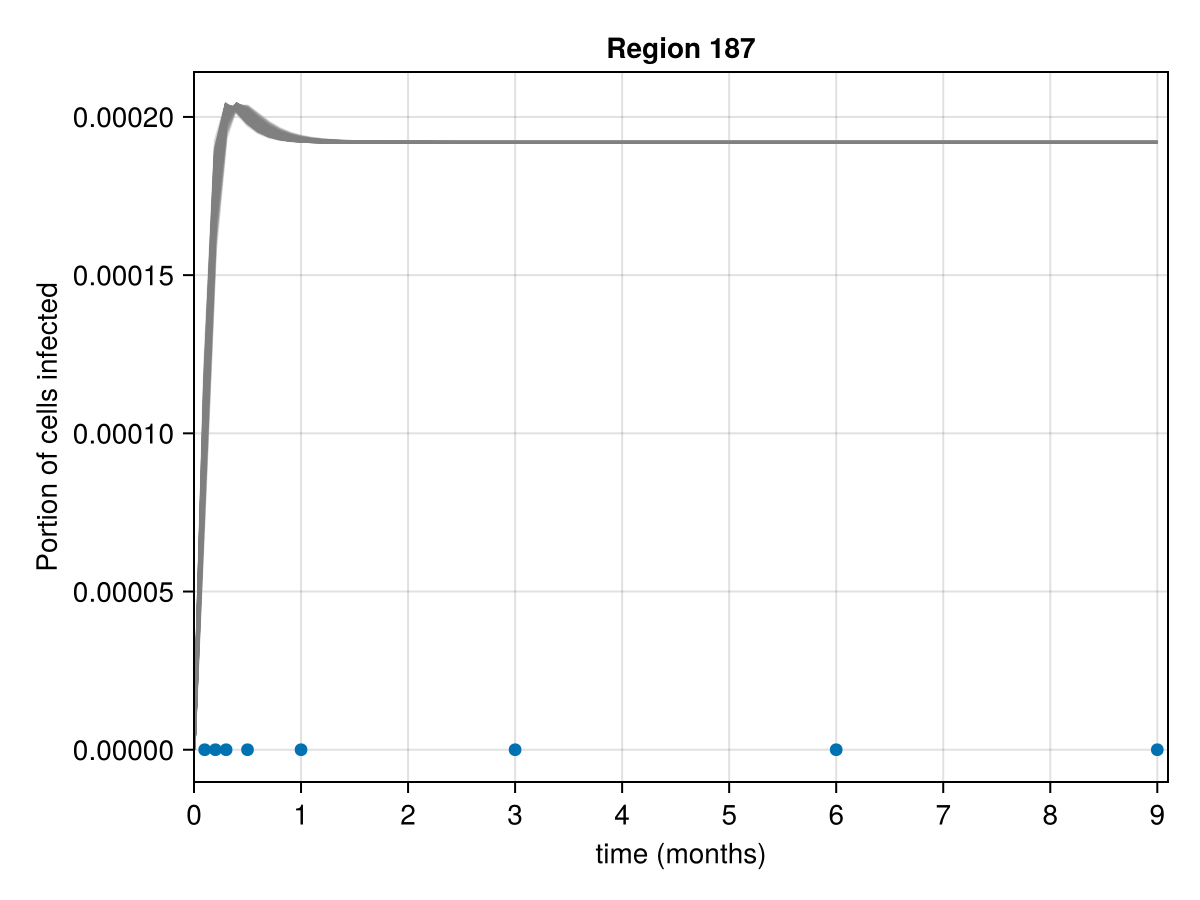 Region 187
Portion of cells infected
0.00020
0.00015
0.00010
0.00005
0.00000
0 1 2 3 4 5 6 7 8 9
time (months)